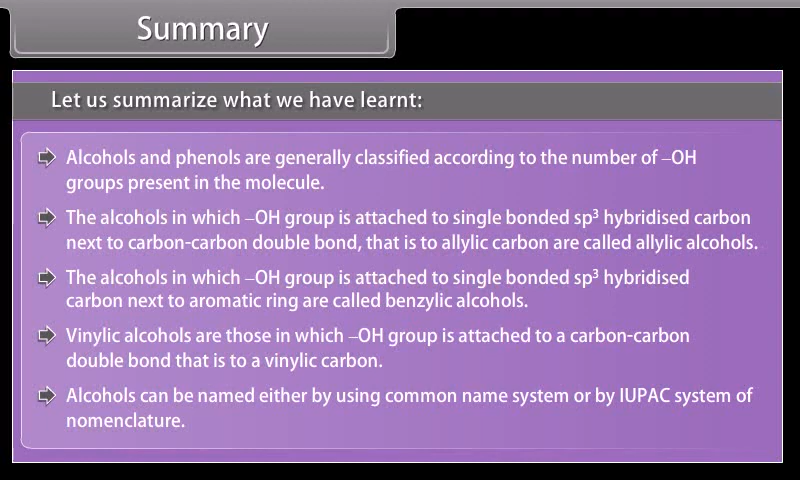 Summary
Let us summarize what we have learnt:
Alcohols and phenols are generally classified according to the number of –OH
groups present in the molecule.
The alcohols in which –OH group is attached to single bonded sp³ hybridised carbon
next to carbon-carbon double bond, that is to allylic carbon are called allylic alcohols.
The alcohols in which –OH group is attached to single bonded sp³ hybridised
carbon next to aromatic ring are called benzylic alcohols.
Vinylic alcohols are those in which –OH group is attached to a carbon-carbon
double bond that is to a vinylic carbon.
Alcohols can be named either by using common name system or by IUPAC system of
nomenclature.